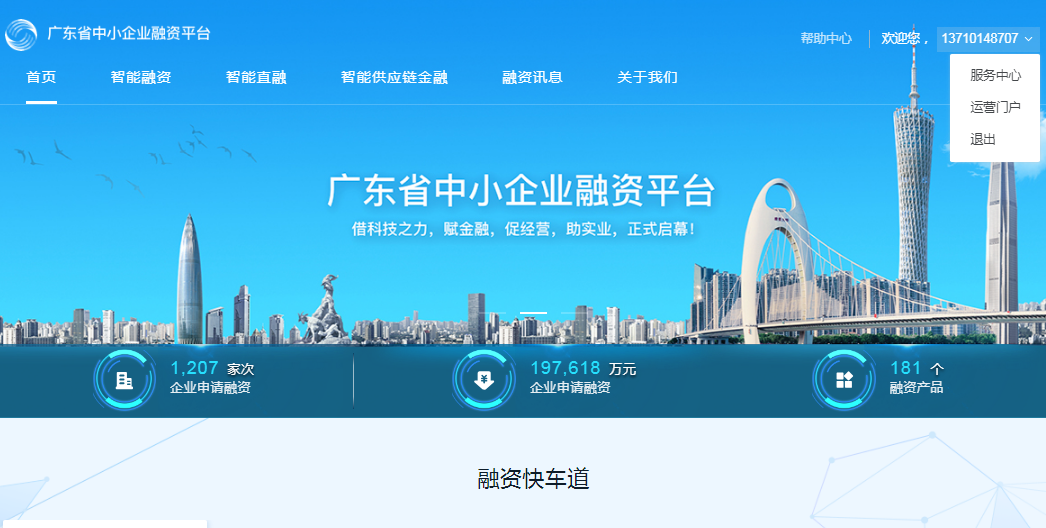 广东省中小企业融资平台
帮助中心 欢迎您， 13710148707
首页 智能融资 智能直融 智能供应链金融 融资讯息 关于我们
服务中心
运营门户
退出
广东省中小企业融资平台
借科技之力，赋金融，促经营，助实业，正式启幕！
1,207 家次
企业申请融资
197,618 万元
企业申请融资
181 个
融资产品
融资快车道